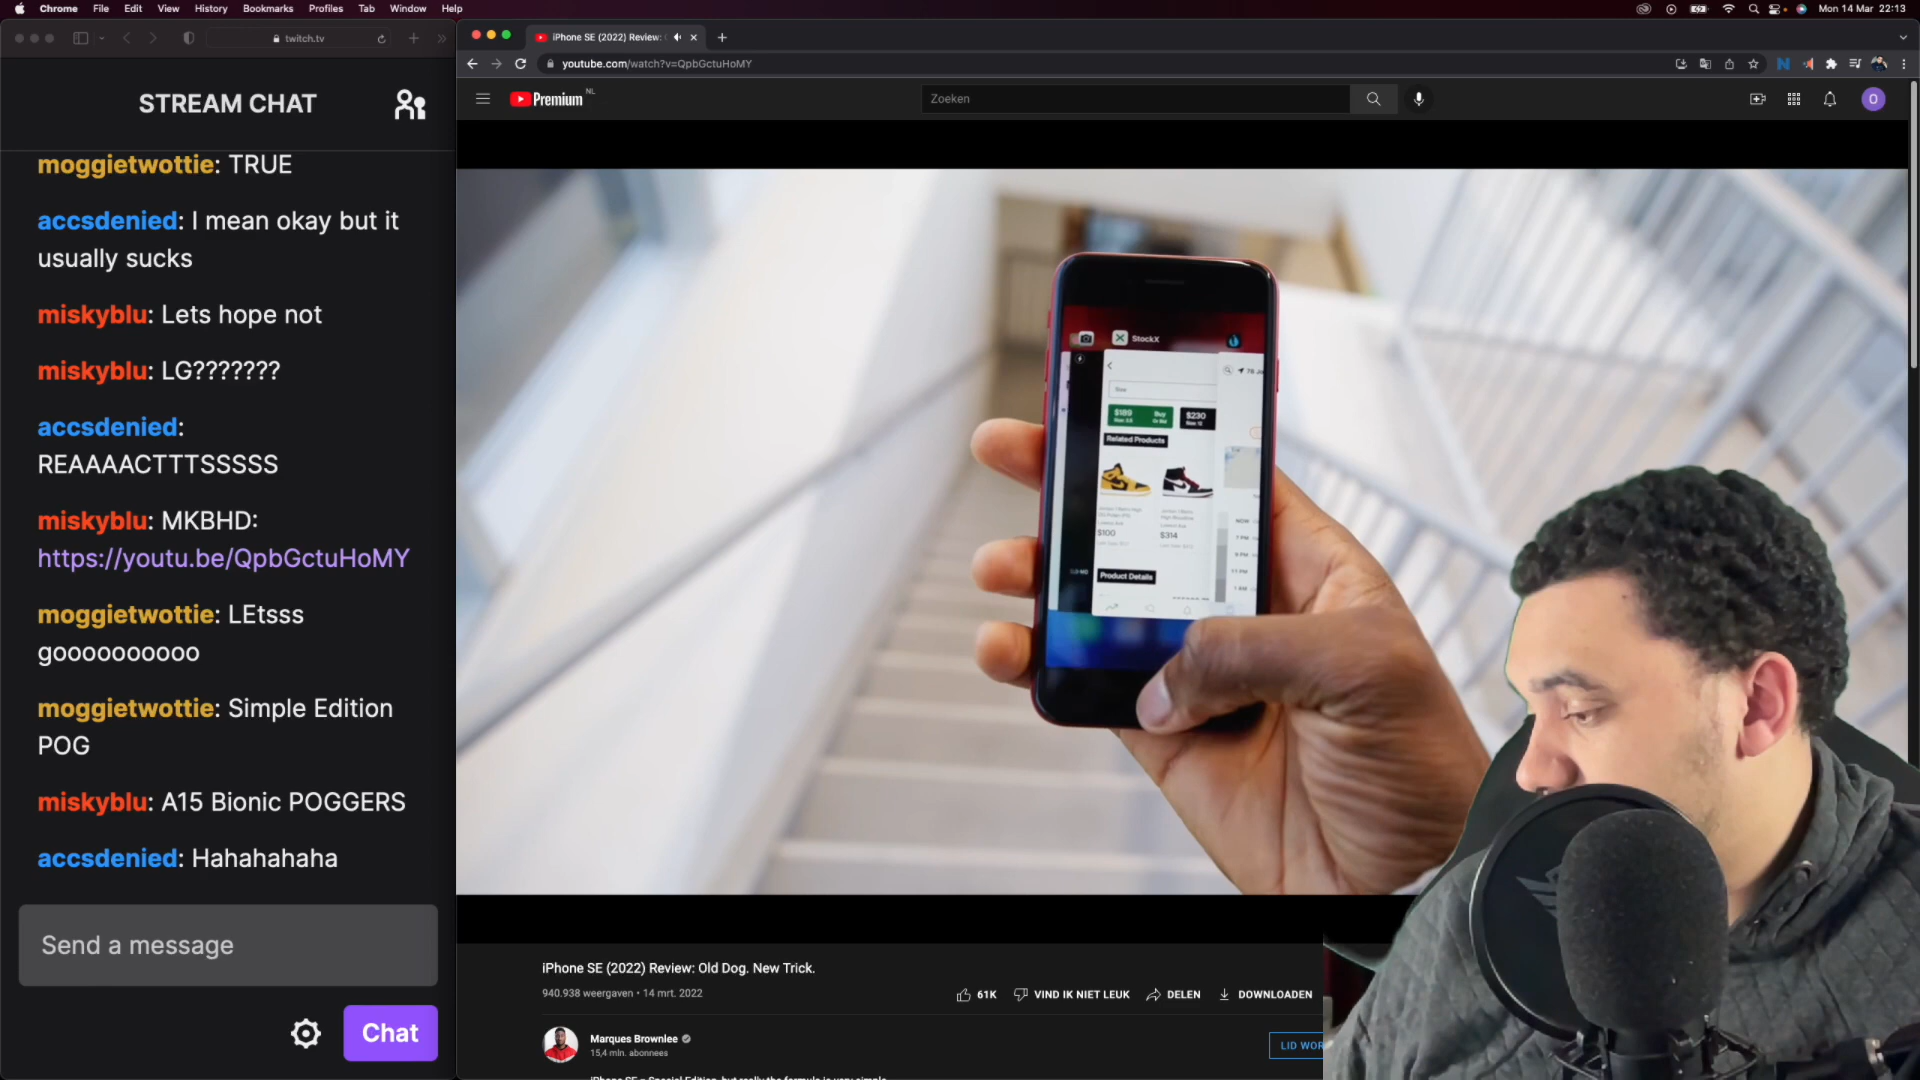 Chrome File Edit View History Bookmarks Profiles Tab Window Help
Mon 14 Mar 22:13
twitch.tv
iPhone SE (2022) Review:
youtube.com/watch?v=QpbGctuHoMY
Premium NL
Zoeken
O
STREAM CHAT
moggietwottie: TRUE
accsdenied: I mean okay but it
usually sucks
miskyblu: Lets hope not
miskyblu: LG???????
accsdenied:
REAAAACTTTSSSSS
miskyblu: MKBHD:
https://youtu.be/QpbGctuHoMY
moggietwottie: LEtsss
goooooooooo
moggietwottie: Simple Edition
POG
miskyblu: A15 Bionic POGGERS
accsdenied: Hahahahaha
Send a message
Chat
StockX
$189 Buy
$230
Related Products
$100
$314
Product Details
iPhone SE (2022) Review: Old Dog. New Trick.
940.938 weergaven • 14 mrt. 2022
61K VIND IK NIET LEUK DELEN DOWNLOADEN
Marques Brownlee
15,4 mln. abonnees
LID WOR